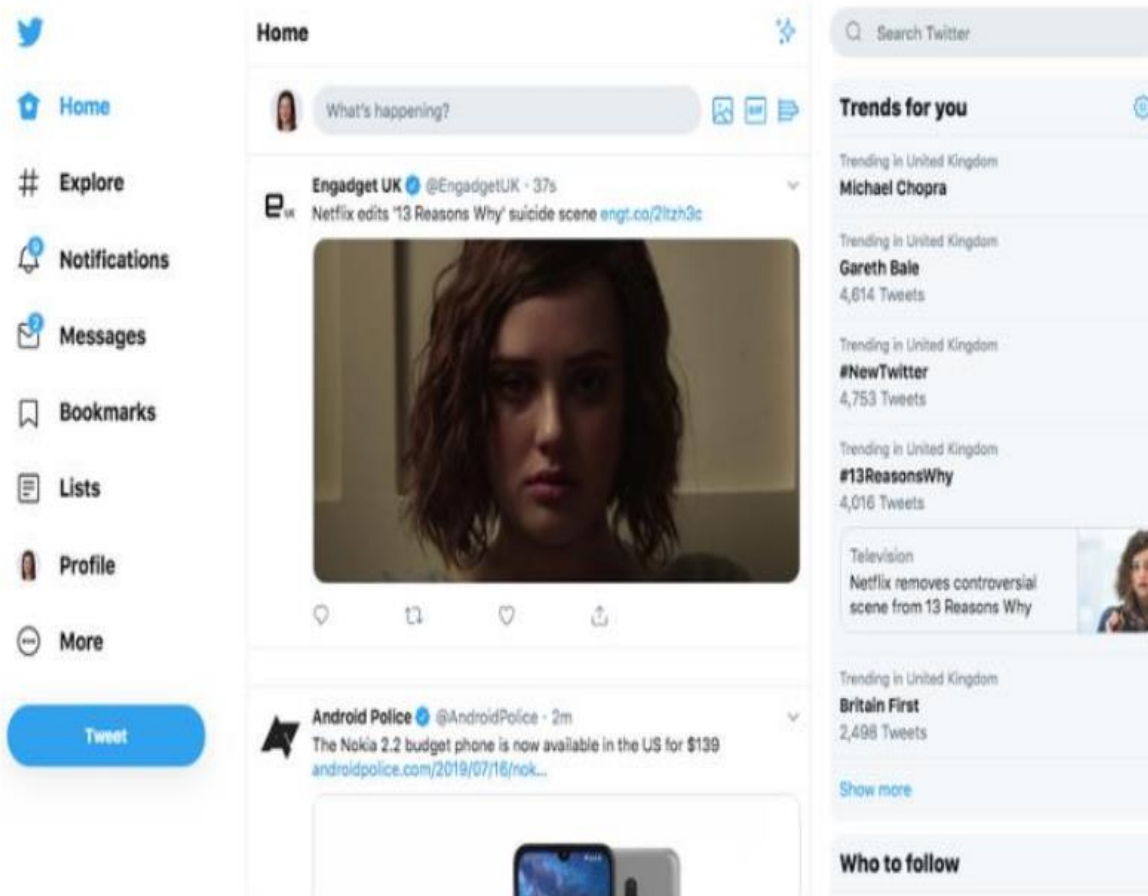 Home
Explore
9
Notifications
2
Messages
Bookmarks
Lists
Profile
More
Tweet
Home
What's happening?
GIF
Engadget UK @EngadgetUK · 37s
Netflix edits '13 Reasons Why' suicide scene engt.co/2ltzh3c
Android Police @AndroidPolice · 2m
The Nokia 2.2 budget phone is now available in the US for $139
androidpolice.com/2019/07/16/nok...
Search Twitter
Trends for you
Trending in United Kingdom
Michael Chopra
Trending in United Kingdom
Gareth Bale
4,614 Tweets
Trending in United Kingdom
#NewTwitter
4,753 Tweets
Trending in United Kingdom
#13ReasonsWhy
4,016 Tweets
Television
Netflix removes controversial
scene from 13 Reasons Why
Trending in United Kingdom
Britain First
2,498 Tweets
Show more
Who to follow